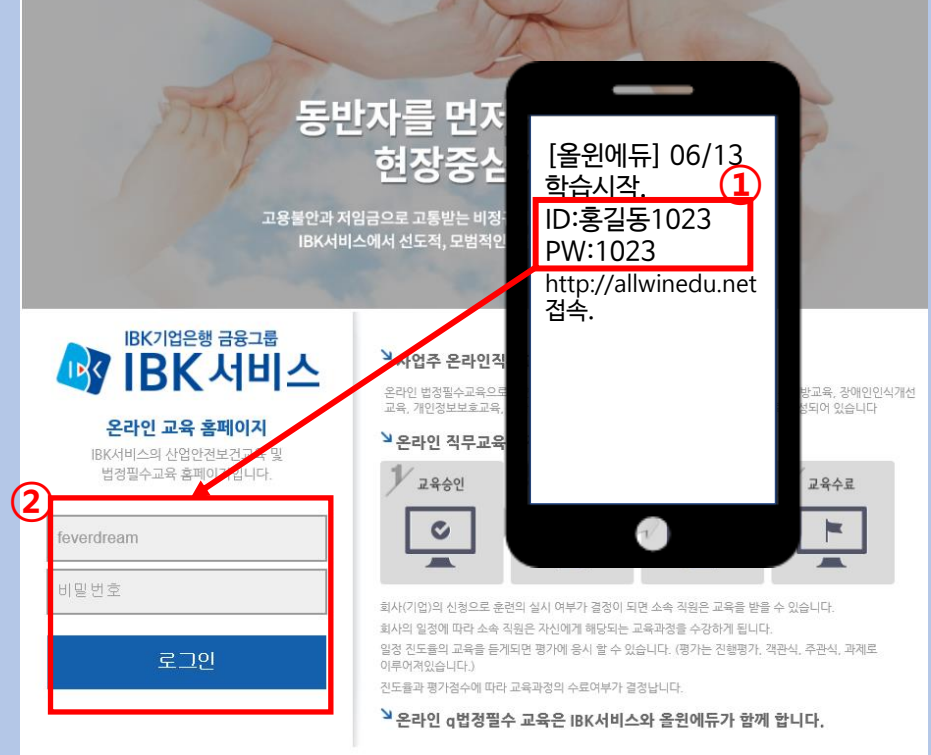 동반자를 먼저
현장중심
고용불안과 저임금으로 고통받는 비정
IBK서비스에서 선도적, 모범적인
[올윈에듀] 06/13
학습시작.
①
ID:홍길동1023
PW:1023
http://allwinedu.net
접속.
IBK기업은행 금융그룹
IBK서비스
온라인 교육 홈페이지
IBK서비스의 산업안전보건교육 및
법정필수교육 홈페이지입니다.
②
feverdream
비밀번호
로그인
사업주 온라인직
온라인 법정필수교육으로
방교육, 장애인인식개선
교육, 개인정보보호교육,
성되어 있습니다
온라인 직무교육
교육승인
교육수료
회사(기업)의 신청으로 훈련의 실시 여부가 결정이 되면 소속 직원은 교육을 받을 수 있습니다.
회사의 일정에 따라 소속 직원은 자신에게 해당되는 교육과정을 수강하게 됩니다.
일정 진도율의 교육을 듣게되면 평가에 응시 할 수 있습니다. (평가는 진행평가, 객관식, 주관식, 과제로
이루어져있습니다.)
진도율과 평가점수에 따라 교육과정의 수료여부가 결정납니다.
온라인 q법정필수 교육은 IBK서비스와 올윈에듀가 함께 합니다.